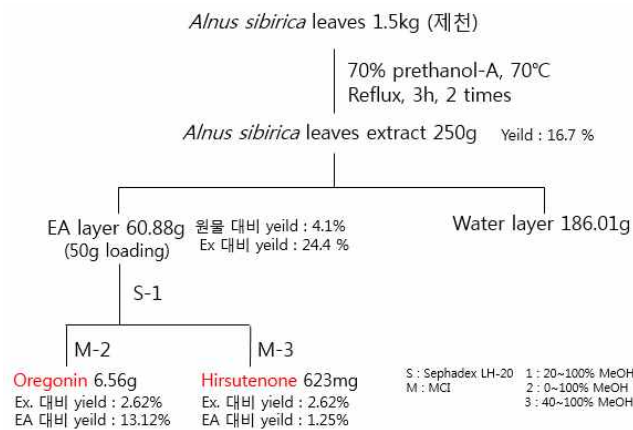 Alnus sibirica leaves 1.5kg (제천)
70% prethanol-A, 70℃
Reflux, 3h, 2 times
Alnus sibirica leaves extract 250g Yeild : 16.7 %
EA layer 60.88g
(50g loading)
원물 대비 yeild : 4.1%
Ex 대비 yeild : 24.4 %
Water layer 186.01g
S-1
M-2
M-3
Oregonin 6.56g
Ex. 대비 yield : 2.62%
EA 대비 yeild : 13.12%
Hirsutenone 623mg
Ex. 대비 yield : 2.62%
EA 대비 yeild : 1.25%
S : Sephadex LH-20 1 : 20~100% MeOH
M : MCI 2 : 0~100% MeOH
3 : 40~100% MeOH